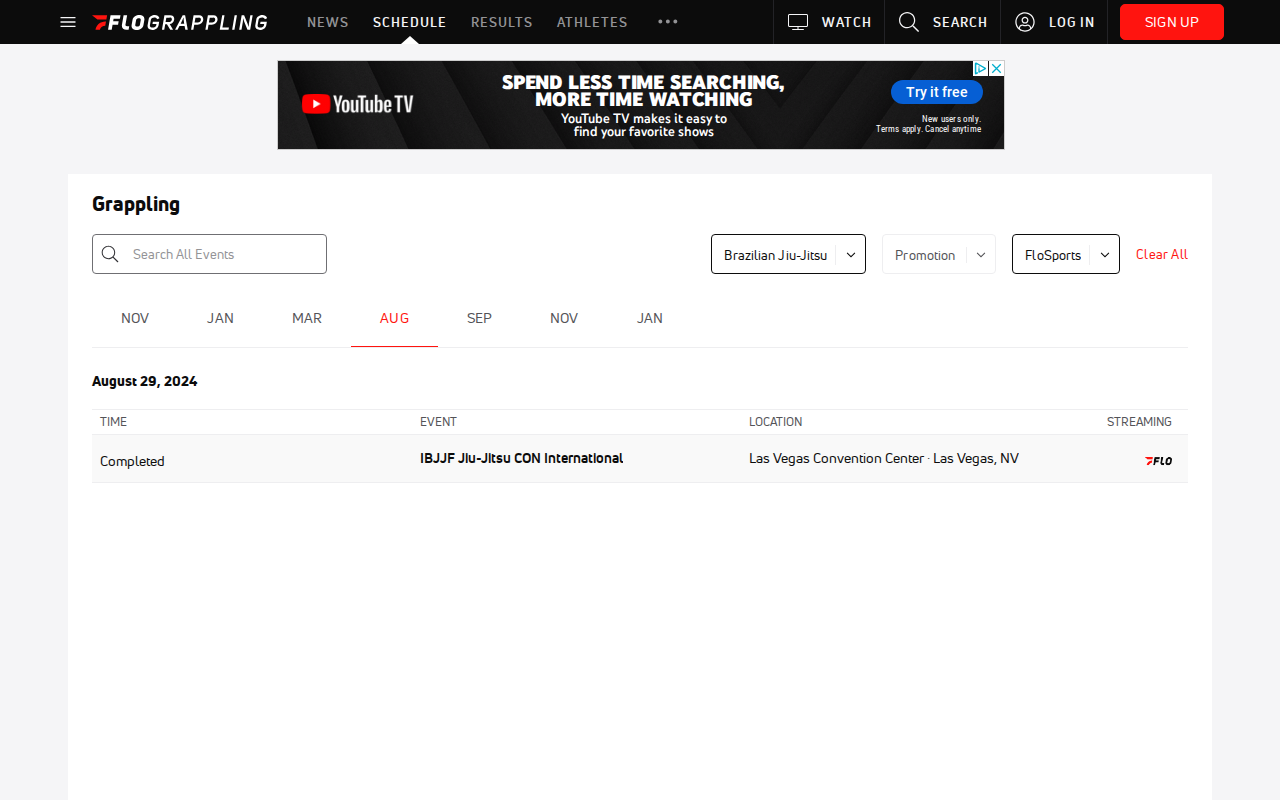 FLOGRAPPLING NEWS SCHEDULE RESULTS ATHLETES WATCH SEARCH LOG IN SIGN UP
YouTube TV
SPEND LESS TIME SEARCHING,
MORE TIME WATCHING
YouTube TV makes it easy to
find your favorite shows
Try it free
New users only.
Terms apply. Cancel anytime
Grappling
Search All Events Brazilian Jiu-Jitsu Promotion FloSports Clear All
NOV JAN MAR AUG SEP NOV JAN
August 29, 2024
TIME EVENT LOCATION STREAMING
Completed IBJJF Jiu-Jitsu CON International Las Vegas Convention Center · Las Vegas, NV FLO